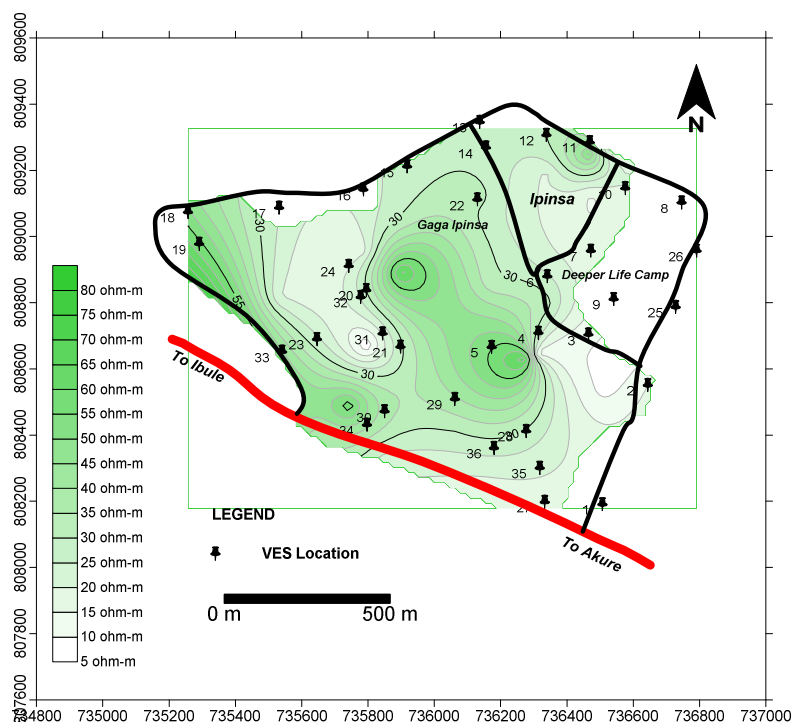 809600
809400
809200
809000
808800
808600
808400
808200
808000
807800
807600
N
13
12
11
14
15
10
16
Ipinsa
22
17
8
18
30
30
Gaga Ipinsa
19
7
26
24
30
6
Deeper Life Camp
20
32
9
55
25
4
3
23
31
21
5
33
30
To Ibule
2
29
30
34
28
30
36
35
27
1
To Akure
80 ohm-m
75 ohm-m
70 ohm-m
65 ohm-m
60 ohm-m
55 ohm-m
50 ohm-m
45 ohm-m
40 ohm-m
35 ohm-m
30 ohm-m
25 ohm-m
20 ohm-m
15 ohm-m
10 ohm-m
5 ohm-m
LEGEND
VES Location
0 m
500 m
734800 735000 735200 735400 735600 735800 736000 736200 736400 736600 736800 737000